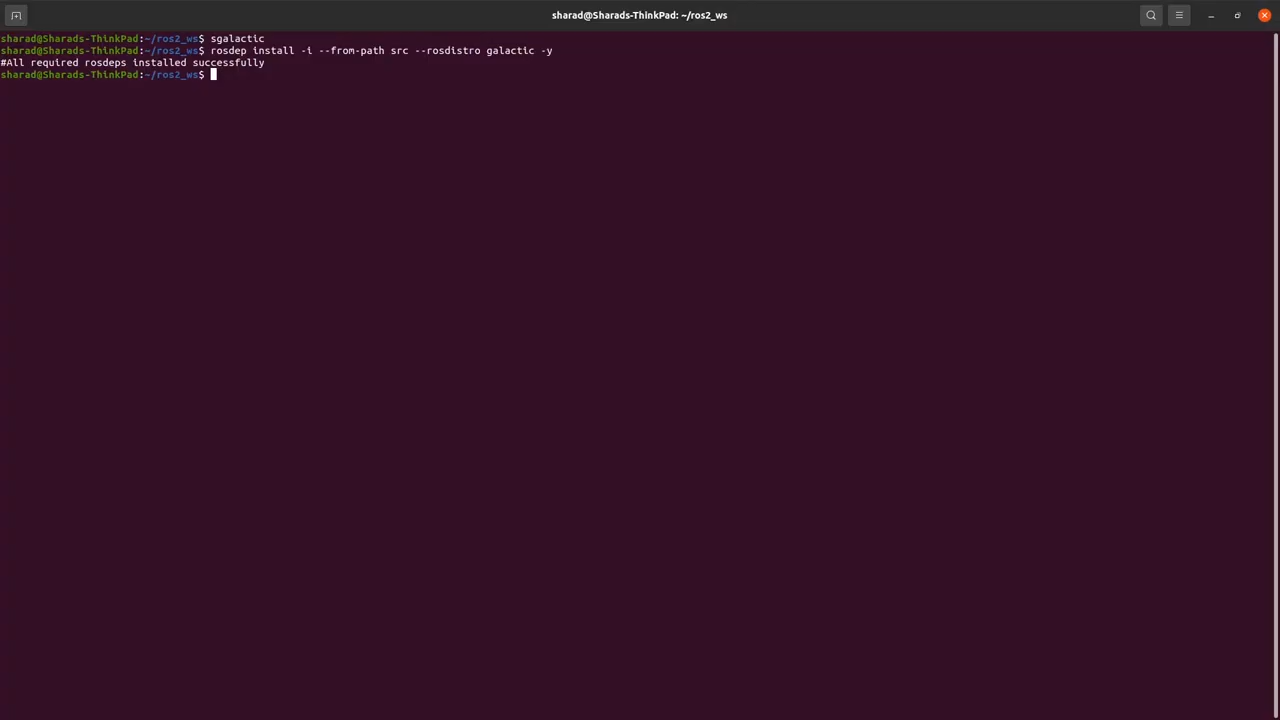 sharad@Sharads-ThinkPad: ~/ros2_ws
sharad@Sharads-ThinkPad:~/ros2_ws$ sgalactic
sharad@Sharads-ThinkPad:~/ros2_ws$ rosdep install -i --from-path src --rosdistro galactic -y
#All required rosdeps installed successfully
sharad@Sharads-ThinkPad:~/ros2_ws$